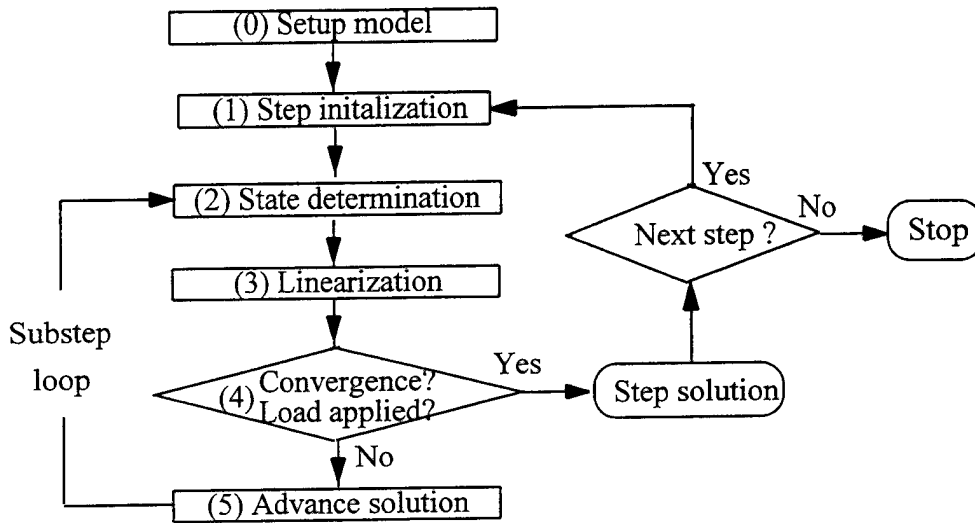 (0) Setup model
(1) Step initalization
(2) State determination
(3) Linearization
(4) Convergence?
Load applied?
(5) Advance solution
Substep
loop
Yes
No
Step solution
Next step ?
Yes
No
Stop